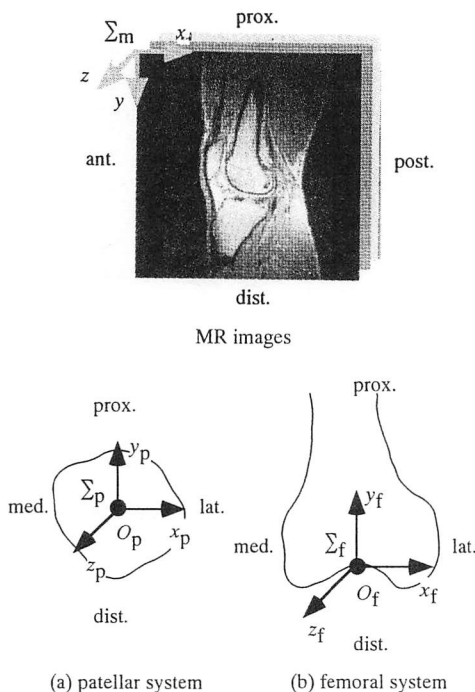 prox.
Σm x
z
y
ant.
post.
dist.
MR images
prox.
yp
Σp
med.
lat.
Op
xp
zp
dist.
(a) patellar system
prox.
yf
Σf
med.
lat.
Of
xf
zf
dist.
(b) femoral system